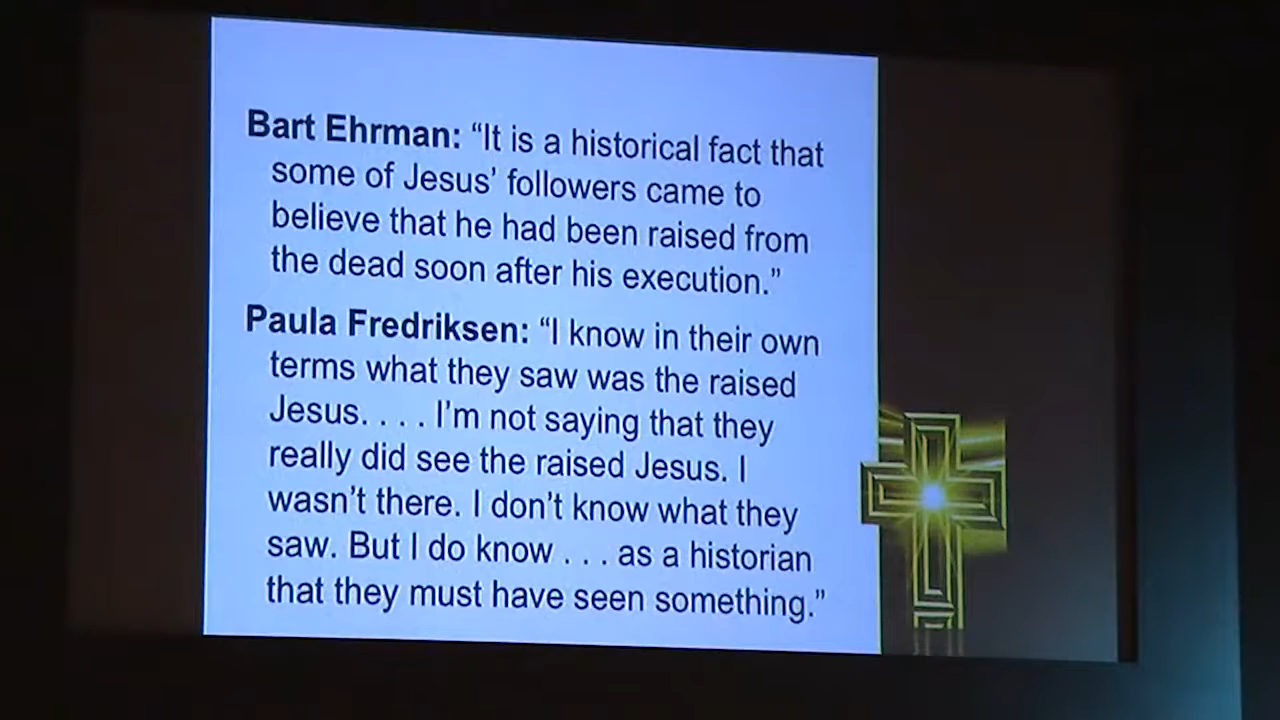 Bart Ehrman: “It is a historical fact that
some of Jesus’ followers came to
believe that he had been raised from
the dead soon after his execution.”
Paula Fredriksen: “I know in their own
terms what they saw was the raised
Jesus. . . . I’m not saying that they
really did see the raised Jesus. I
wasn’t there. I don’t know what they
saw. But I do know . . . as a historian
that they must have seen something.”